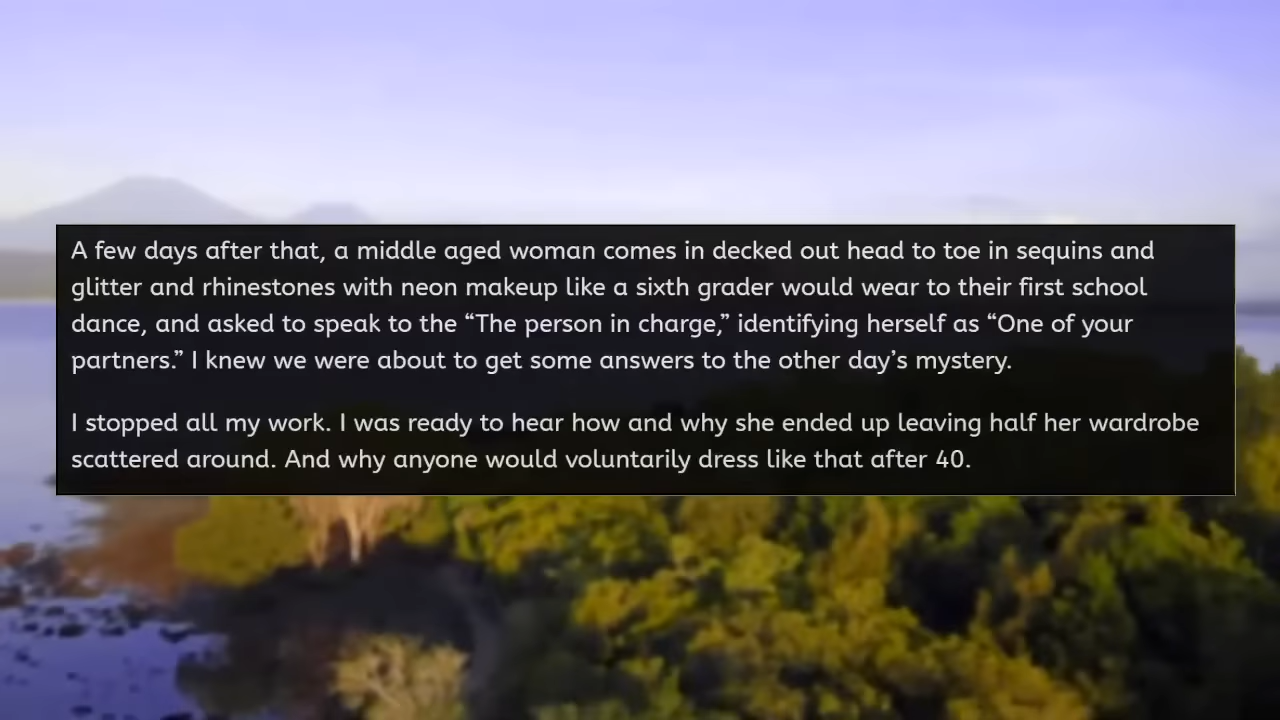 A few days after that, a middle aged woman comes in decked out head to toe in sequins and
glitter and rhinestones with neon makeup like a sixth grader would wear to their first school
dance, and asked to speak to the “The person in charge,” identifying herself as “One of your
partners.” I knew we were about to get some answers to the other day’s mystery.
I stopped all my work. I was ready to hear how and why she ended up leaving half her wardrobe
scattered around. And why anyone would voluntarily dress like that after 40.